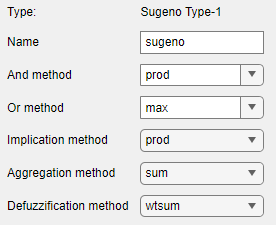 Type: Sugeno Type-1
Name sugeno
And method prod
Or method max
Implication method prod
Aggregation method sum
Defuzzification method wtsum